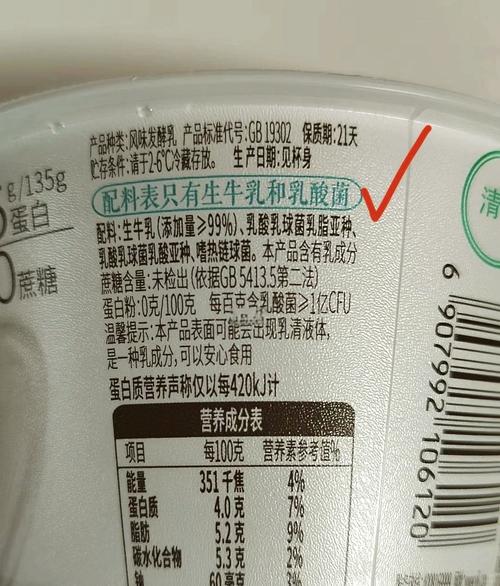 产品种类:风味发酵乳 产品标准代号:GB 19302 保质期:21天
贮存条件:请于2-6℃冷藏存放。 生产日期:见杯身
配料表只有生牛乳和乳酸菌
配料:生牛乳(添加量≥99%)、乳酸乳球菌乳脂亚种、
乳酸乳球菌乳酸亚种、嗜热链球菌。本产品含有乳成分
蔗糖含量:未检出(依据GB 5413.5第二法)
蛋白粉:0克/100克 每百克含乳酸菌≥1亿CFU
温馨提示:本产品表面可能会出现乳清液体,
是一种乳成分,可以安心食用
蛋白质营养声称仅以每420kJ计
营养成分表
项目 每100克 营养素参考值%
能量 351千焦 4%
蛋白质 4.0克 7%
脂肪 5.2克 9%
碳水化合物 5.3克 2%
钠 60毫克 3%
g/135g
蛋白
0蔗糖
清
6 907992 106120